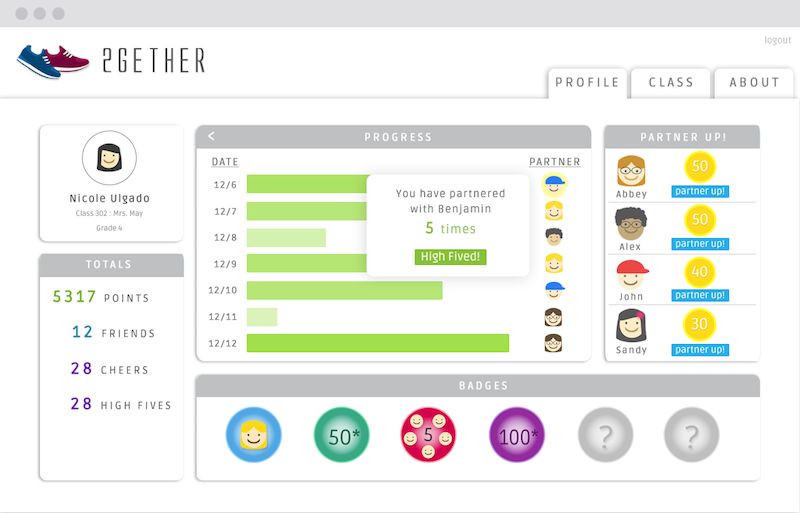 2GETHER
logout
PROFILE
CLASS
ABOUT
Nicole Ulgado
Class 302 : Mrs. May
Grade 4
TOTALS
5317 POINTS
12 FRIENDS
28 CHEERS
28 HIGH FIVES
< PROGRESS
DATE PARTNER
12/6
12/7
12/8
12/9
12/10
12/11
12/12
You have partnered
with Benjamin
5 times
High Fived!
PARTNER UP!
50
Abbey partner up!
50
Alex partner up!
40
John partner up!
30
Sandy partner up!
BADGES
50* 5 100* ? ?